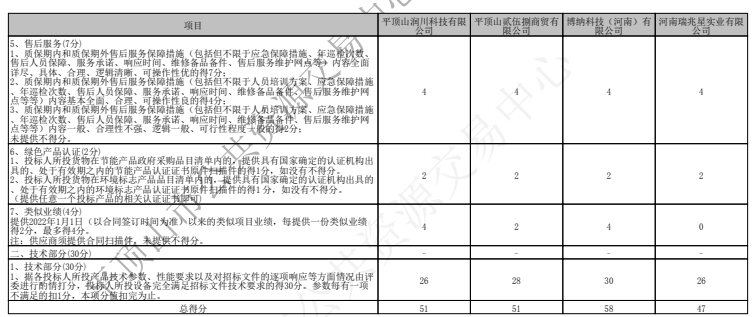 项目 平顶山润川科技有限公司 平顶山贰佰捌商贸有限公司 博纳科技（河南）有限公司 河南瑞兆星实业有限公司
5、售后服务(7分)
1、质保期内和质保期外售后服务保障措施（包括但不限于应急保障措施、年巡检次数、
售后人员保障、服务承诺、响应时间、维修备品备件、售后服务维护网点等）内容全面
详尽、具体、合理、逻辑清晰、可操作性优的得7分；
2、质保期内和质保期外售后服务保障措施（包括但不限于人员培训方案、应急保障措施
、年巡检次数、售后人员保障、服务承诺、响应时间、维修备品备件、售后服务维护网
点等等）内容基本全面、合理、可操作性良的得4分；
3、质保期内和质保期外售后服务保障措施（包括但不限于人员培训方案、应急保障措施
、年巡检次数、售后人员保障、服务承诺、响应时间、维修备品备件、售后服务维护网
点等等）内容一般、合理性不强、逻辑一般、可行性程度一般的得2分；
未提供不得分。
4 4 4 4
6、绿色产品认证(2分)
1、投标人所投货物在节能产品政府采购品目清单内的，提供具有国家确定的认证机构出
具的、处于有效期之内的节能产品认证证书原件扫描件的得1分，如没有不得分。
2、投标人所投货物在环境标志产品品目清单内的，提供具有国家确定的认证机构出具的
、处于有效期之内的环境标志产品认证证书原件扫描件的得1分，如没有不得分。
（提供任意一个投标产品的相关认证证书即可
2 2 2 2
7、类似业绩(4分)
提供2022年1月1日（以合同签订时间为准）以来的类似项目业绩，每提供一份类似业绩
得2分，最多得4分。
注：供应商须提供合同扫描件，未提供不得分。
4 2 4 0
二、技术部分(30分) - - - -
1、技术部分(30分)
1、据各投标人所投产品技术参数、性能要求以及对招标文件的逐项响应等方面情况由评
委进行酌情打分，投标人所投设备完全满足招标文件技术要求的得30分。参数每有一项
不满足的扣1分，本项分值扣完为止。
26 28 30 26
总得分 51 51 58 47